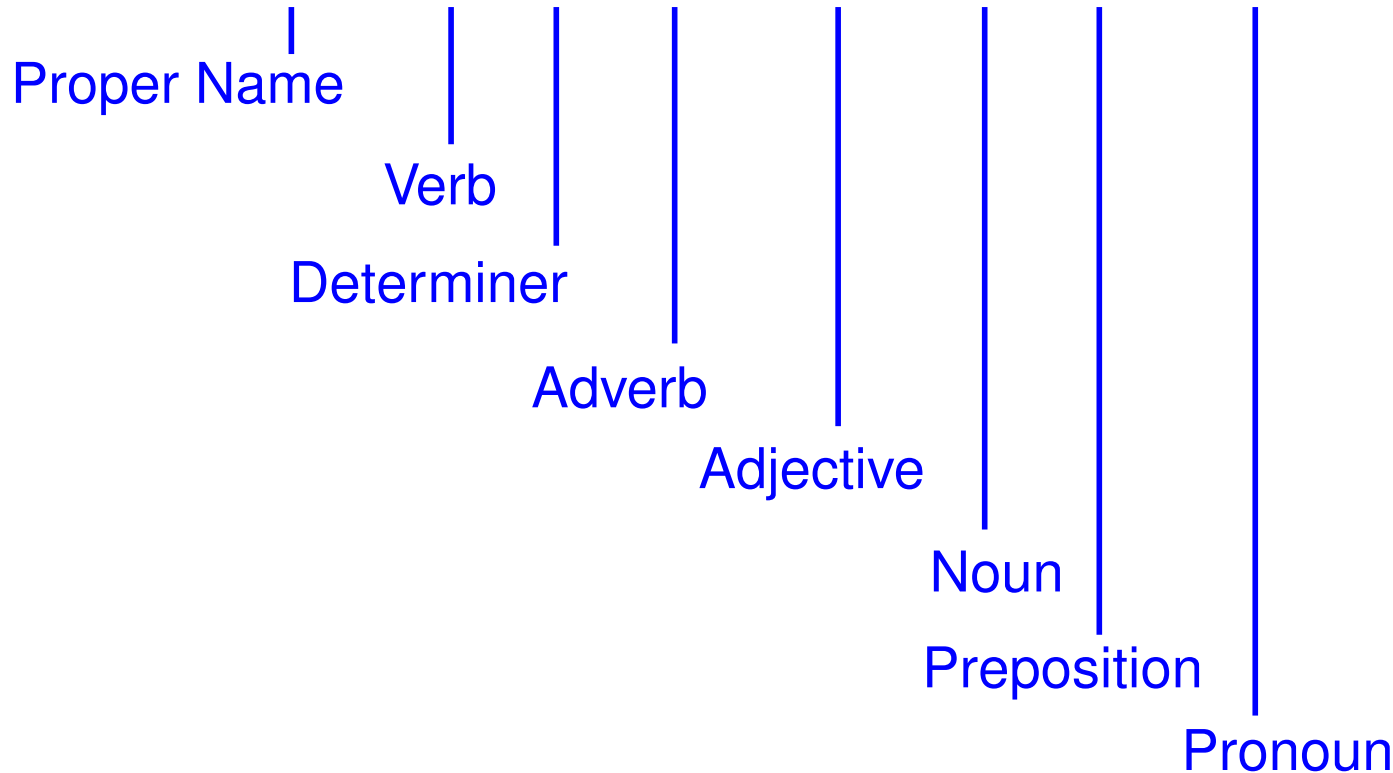 Proper Name
Verb
Determiner
Adverb
Adjective
Noun
Preposition
Pronoun